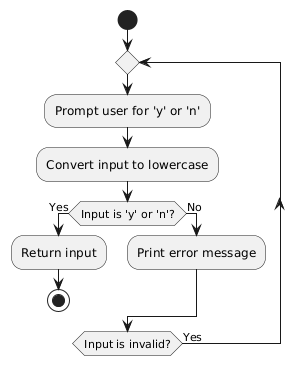 Prompt user for 'y' or 'n'
Convert input to lowercase
Yes
Input is 'y' or 'n'?
No
Return input
Print error message
Input is invalid?
Yes